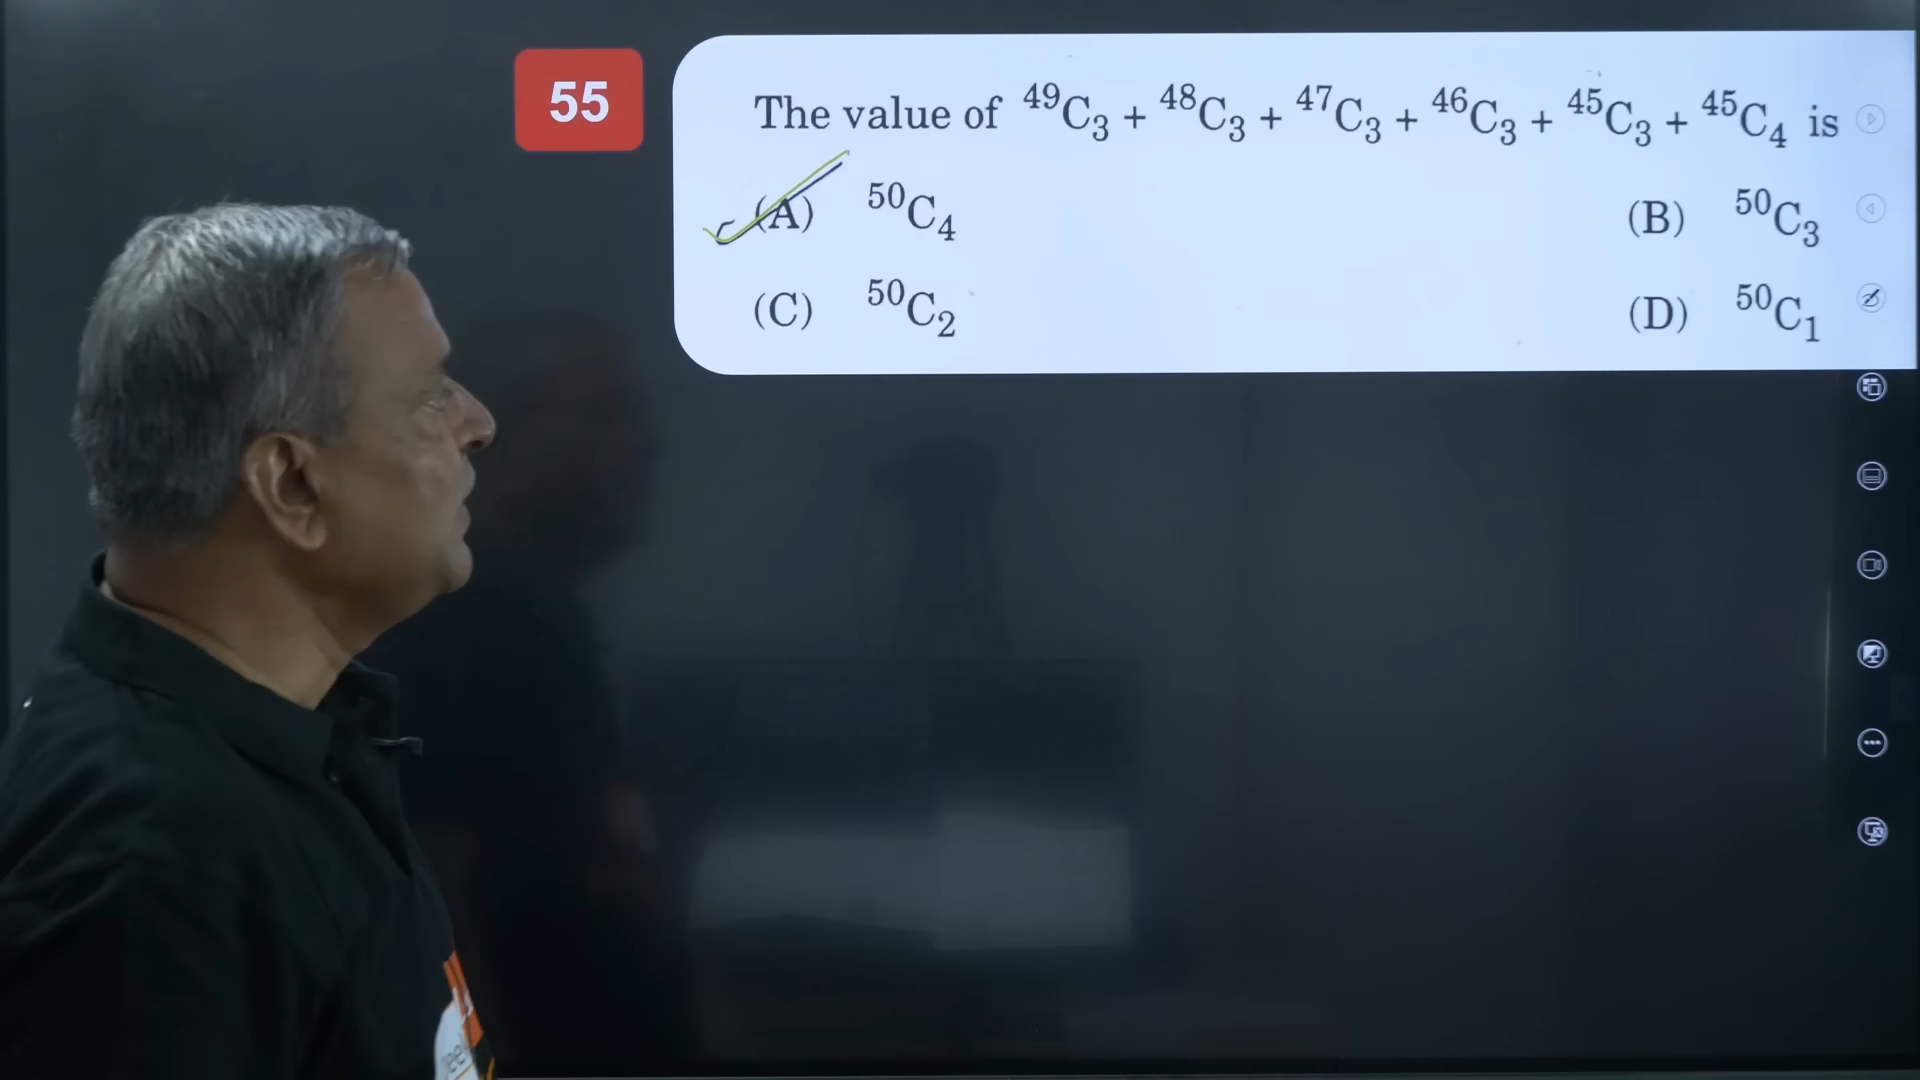 55
The value of ⁴⁹C₃ + ⁴⁸C₃ + ⁴⁷C₃ + ⁴⁶C₃ + ⁴⁵C₃ + ⁴⁵C₄ is
(A) ⁵⁰C₄ (B) ⁵⁰C₃
(C) ⁵⁰C₂ (D) ⁵⁰C₁